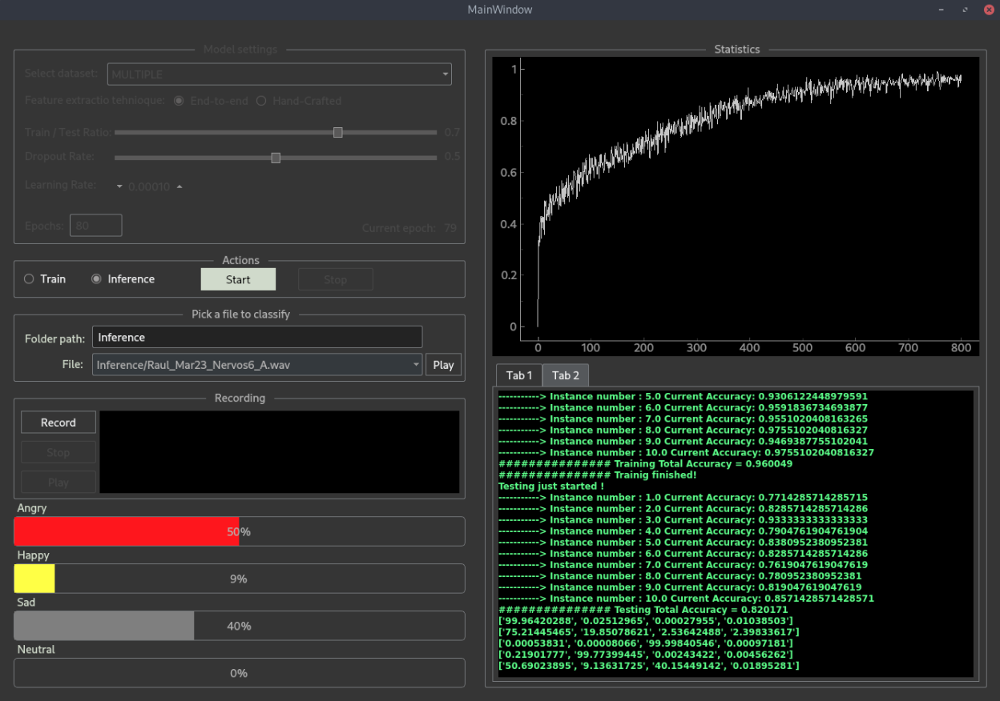 MainWindow
Model settings
Select dataset: MULTIPLE
Feature extractio tehnioque: End-to-end Hand-Crafted
Train / Test Ratio: 0.7
Dropout Rate: 0.5
Learning Rate: 0.00010
Epochs: 80 Current epoch: 79
Actions
Train Inference Start Stop
Pick a file to classify
Folder path: Inference
File: Inference/Raul_Mar23_Nervos6_A.wav Play
Recording
Record
Stop
Play
Angry
50%
Happy
9%
Sad
40%
Neutral
0%
Statistics
1
0.8
0.6
0.4
0.2
0
0 100 200 300 400 500 600 700 800
Tab 1 Tab 2
-----------> Instance number : 5.0 Current Accuracy: 0.9306122448979591
-----------> Instance number : 6.0 Current Accuracy: 0.9591836734693877
-----------> Instance number : 7.0 Current Accuracy: 0.9551020408163265
-----------> Instance number : 8.0 Current Accuracy: 0.9755102040816327
-----------> Instance number : 9.0 Current Accuracy: 0.9469387755102041
-----------> Instance number : 10.0 Current Accuracy: 0.9755102040816327
############### Training Total Accuracy = 0.960049
############### Trainig finished!
Testing just started !
-----------> Instance number : 1.0 Current Accuracy: 0.7714285714285715
-----------> Instance number : 2.0 Current Accuracy: 0.8285714285714286
-----------> Instance number : 3.0 Current Accuracy: 0.9333333333333333
-----------> Instance number : 4.0 Current Accuracy: 0.7904761904761904
-----------> Instance number : 5.0 Current Accuracy: 0.8380952380952381
-----------> Instance number : 6.0 Current Accuracy: 0.8285714285714286
-----------> Instance number : 7.0 Current Accuracy: 0.7619047619047619
-----------> Instance number : 8.0 Current Accuracy: 0.780952380952381
-----------> Instance number : 9.0 Current Accuracy: 0.819047619047619
-----------> Instance number : 10.0 Current Accuracy: 0.8571428571428571
############### Testing Total Accuracy = 0.820171
['99.96420288', '0.02512965', '0.00027955', '0.01038503']
['75.21445465', '19.85078621', '2.53642488', '2.39833617']
['0.00053831', '0.00008066', '99.99840546', '0.00097181']
['0.21901777', '99.77399445', '0.00243422', '0.00456262']
['50.69023895', '9.13631725', '40.15449142', '0.01895281']